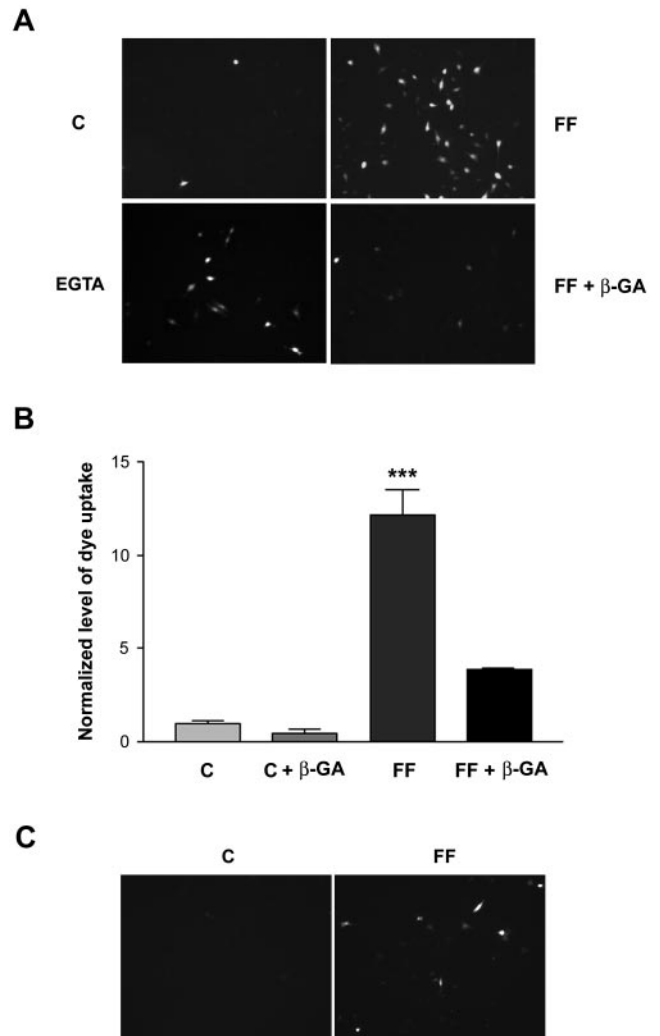 A
C
FF
EGTA
FF + β-GA
B
Normalized level of dye uptake
15
10
5
0
***
C
C + β-GA
FF
FF + β-GA
C
C
FF